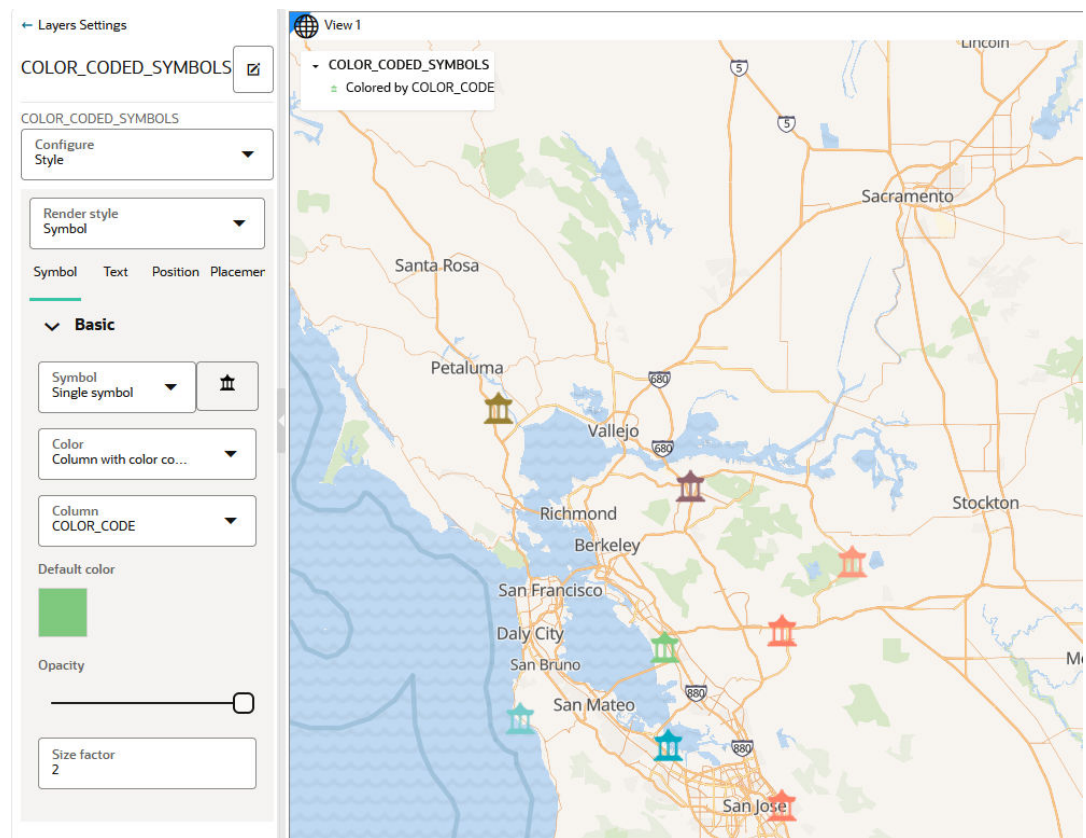 ← Layers Settings
COLOR_CODED_SYMBOLS
COLOR_CODED_SYMBOLS
Configure
Style
Render style
Symbol
Symbol Text Position Placemen
Basic
Symbol
Single symbol
Color
Column with color co...
Column
COLOR_CODE
Default color
Opacity
Size factor
2
View 1
COLOR_CODED_SYMBOLS
Colored by COLOR_CODE
Lincoln
5
5
Sacramento
Santa Rosa
Petaluma
680
Vallejo
680
Stockton
Richmond
Berkeley
San Francisco
Daly City
San Bruno
Mo
880
San Mateo
880
San Jose